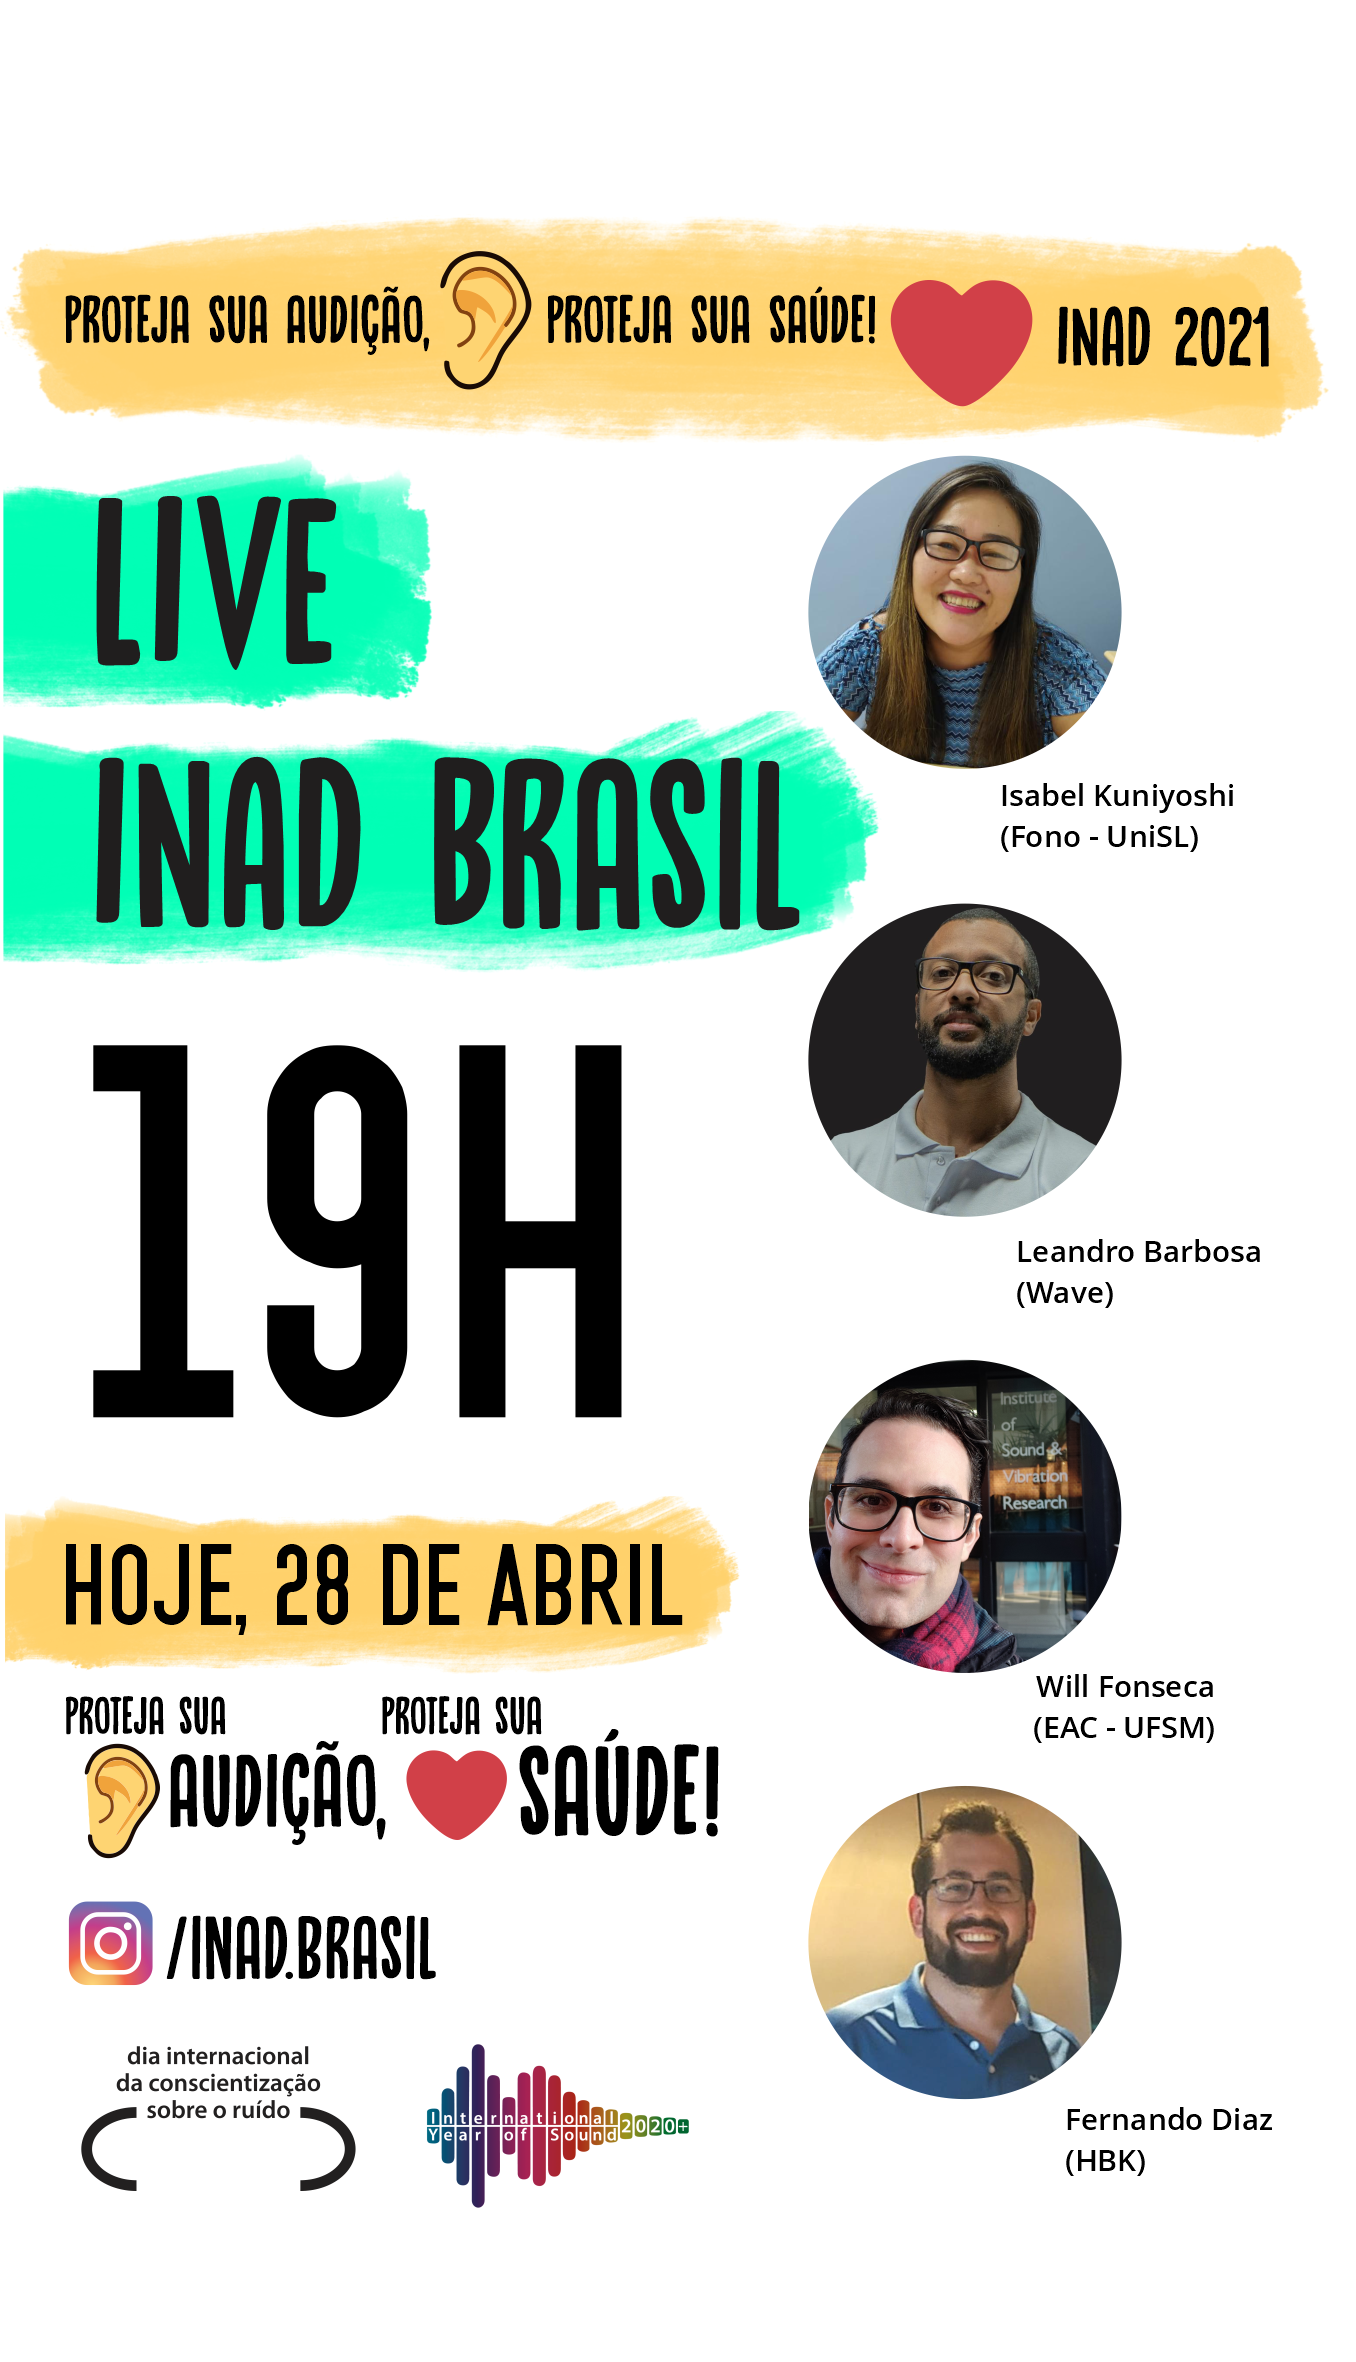 PROTEJA SUA AUDIÇÃO, PROTEJA SUA SAÚDE! INAD 2021
LIVE
INAD BRASIL
19H
HOJE, 28 DE ABRIL
PROTEJA SUA AUDIÇÃO,
PROTEJA SUA SAÚDE!
/INAD.BRASIL
dia internacional
da conscientização
sobre o ruído
International
Year of Sound 2020+
Isabel Kuniyoshi
(Fono - UniSL)
Leandro Barbosa
(Wave)
Institute
of
Sound &
Vibration
Research
Will Fonseca
(EAC - UFSM)
Fernando Diaz
(HBK)